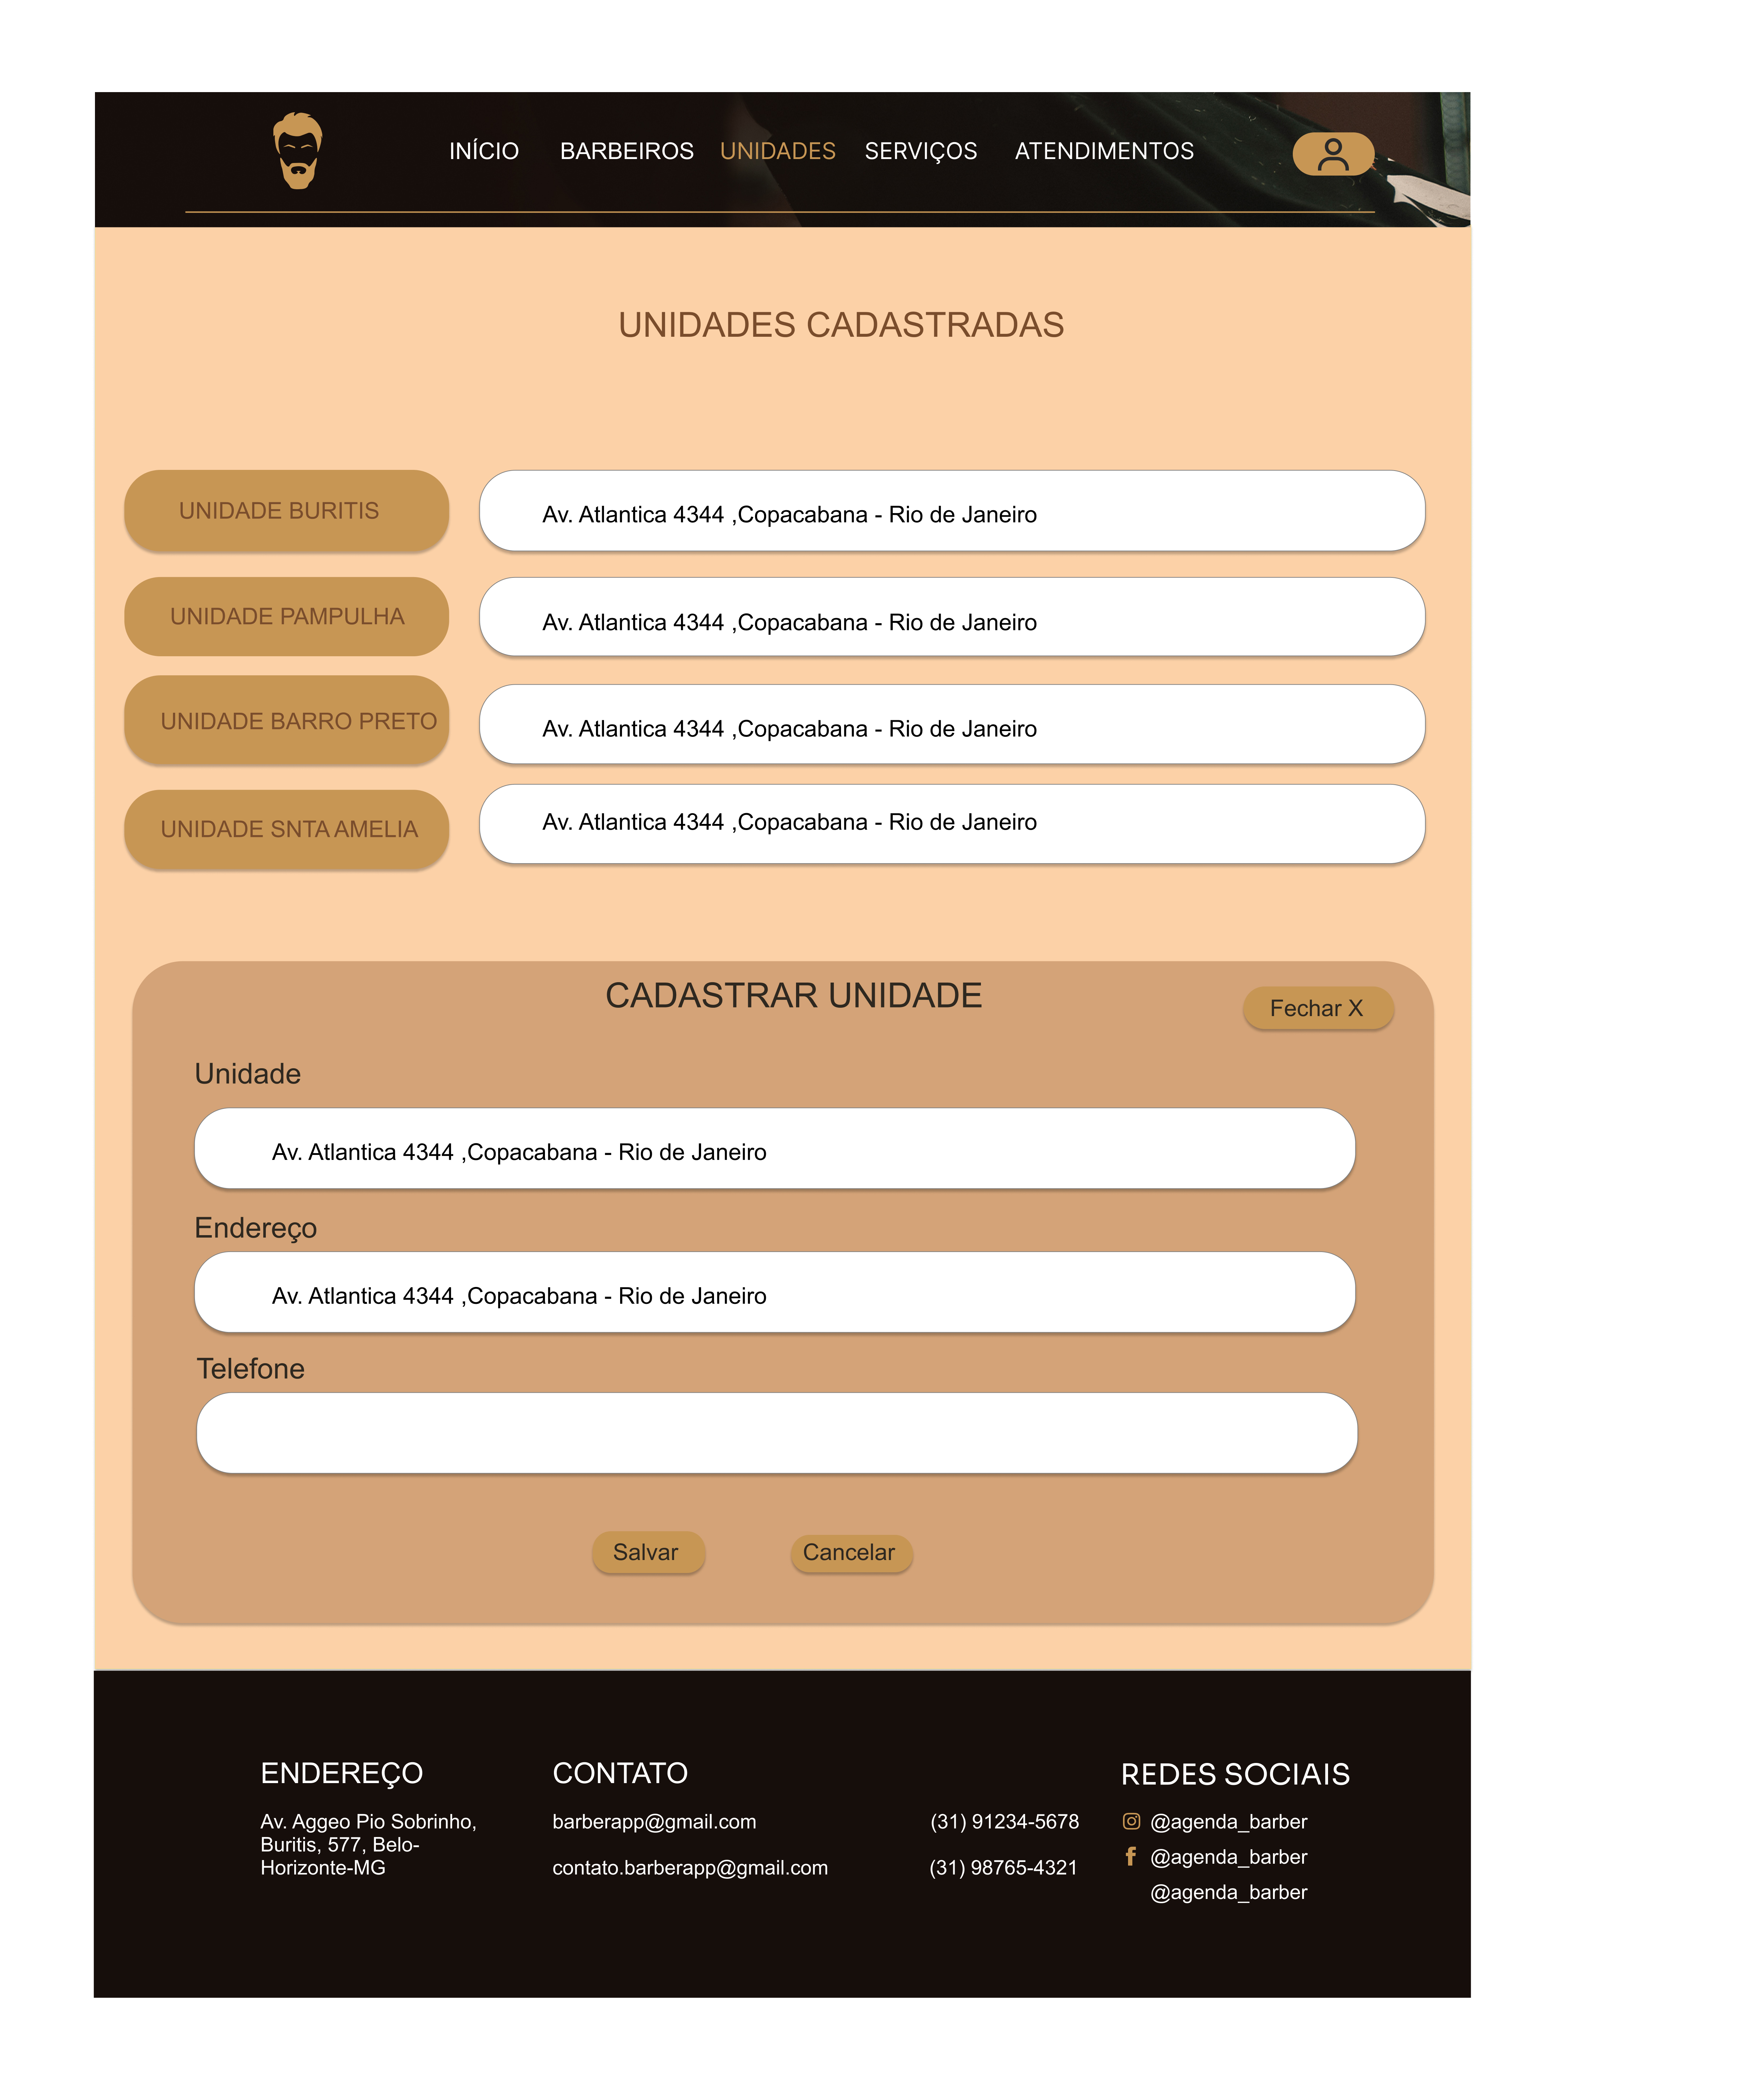 INÍCIO BARBEIROS UNIDADES SERVIÇOS ATENDIMENTOS
UNIDADES CADASTRADAS
UNIDADE BURITIS
Av. Atlantica 4344 ,Copacabana - Rio de Janeiro
UNIDADE PAMPULHA
Av. Atlantica 4344 ,Copacabana - Rio de Janeiro
UNIDADE BARRO PRETO
Av. Atlantica 4344 ,Copacabana - Rio de Janeiro
UNIDADE SNTA AMELIA
Av. Atlantica 4344 ,Copacabana - Rio de Janeiro
CADASTRAR UNIDADE
Fechar X
Unidade
Av. Atlantica 4344 ,Copacabana - Rio de Janeiro
Endereço
Av. Atlantica 4344 ,Copacabana - Rio de Janeiro
Telefone
Salvar
Cancelar
ENDEREÇO
Av. Aggeo Pio Sobrinho,
Buritis, 577, Belo-
Horizonte-MG
CONTATO
barberapp@gmail.com
(31) 91234-5678
contato.barberapp@gmail.com
(31) 98765-4321
REDES SOCIAIS
@agenda_barber
@agenda_barber
@agenda_barber